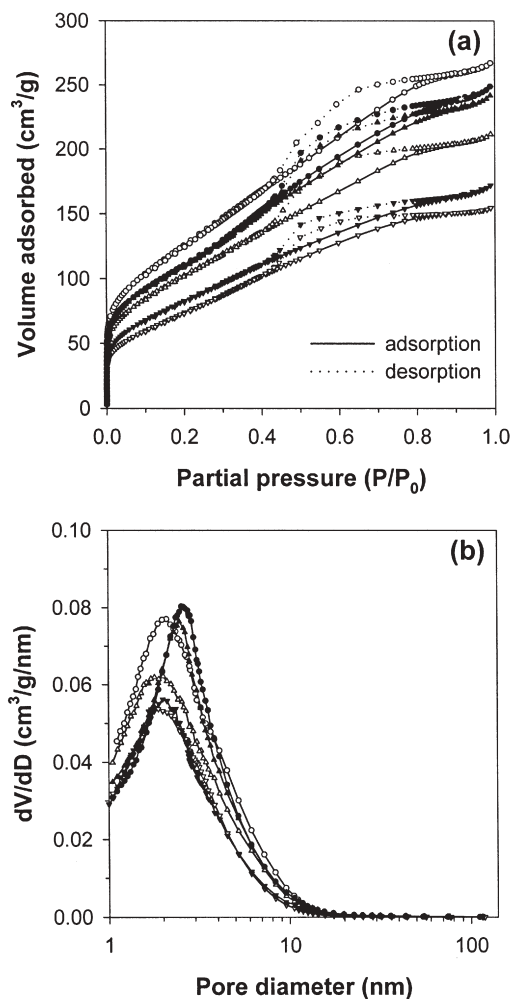 (a)
300
250
200
150
100
50
0
Volume adsorbed (cm³/g)
adsorption
desorption
0.0 0.2 0.4 0.6 0.8 1.0
Partial pressure (P/P₀)
(b)
0.10
0.08
0.06
0.04
0.02
0.00
dV/dD (cm³/g/nm)
1 10 100
Pore diameter (nm)